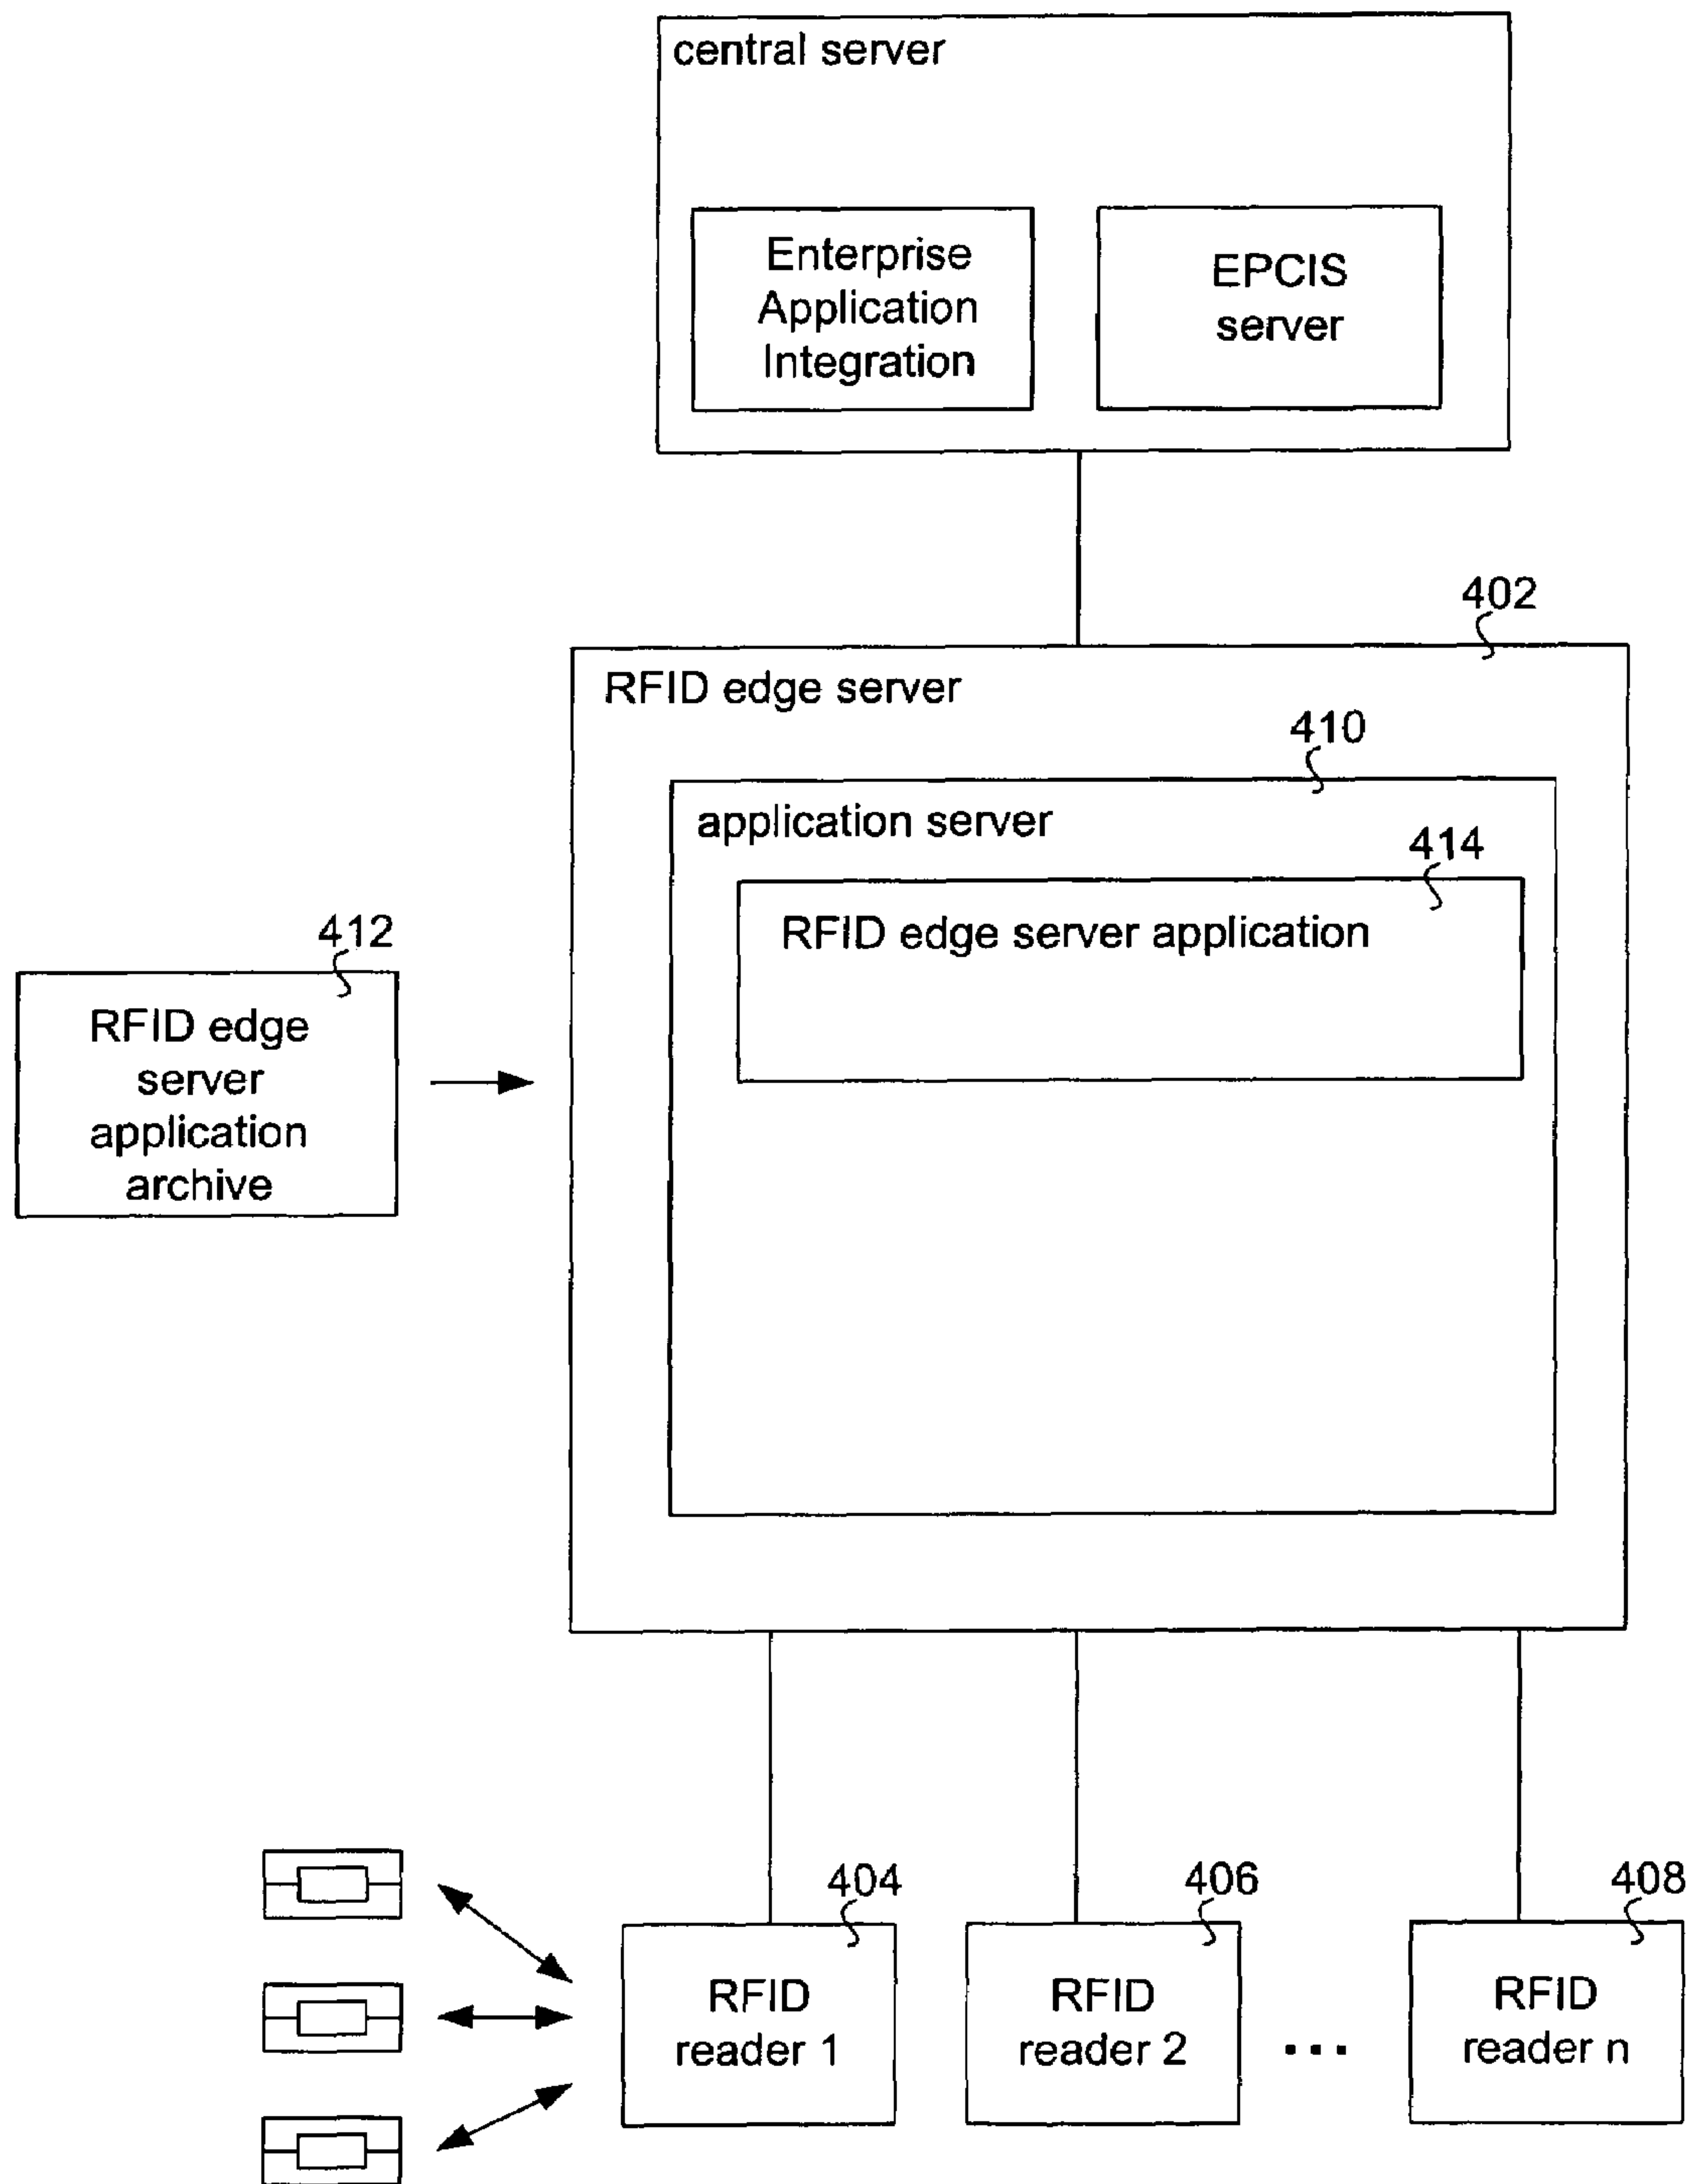 central server
Enterprise
Application
Integration
EPCIS
server
402
RFID edge server
410
application server
414
RFID edge server application
412
RFID edge
server
application
archive
404
406
408
RFID
reader 1
RFID
reader 2
...
RFID
reader n